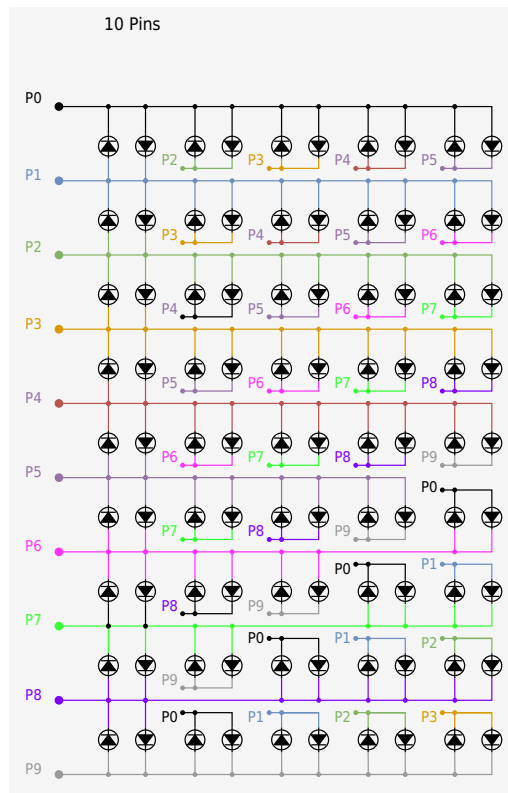 10 Pins
P0
P2 P3 P4 P5
P1
P3 P4 P5 P6
P2
P4 P5 P6 P7
P3
P5 P6 P7 P8
P4
P6 P7 P8 P9
P5
P0
P7 P8 P9
P6
P0 P1
P8 P9
P7
P0 P1 P2
P9
P8
P0 P1 P2 P3
P9